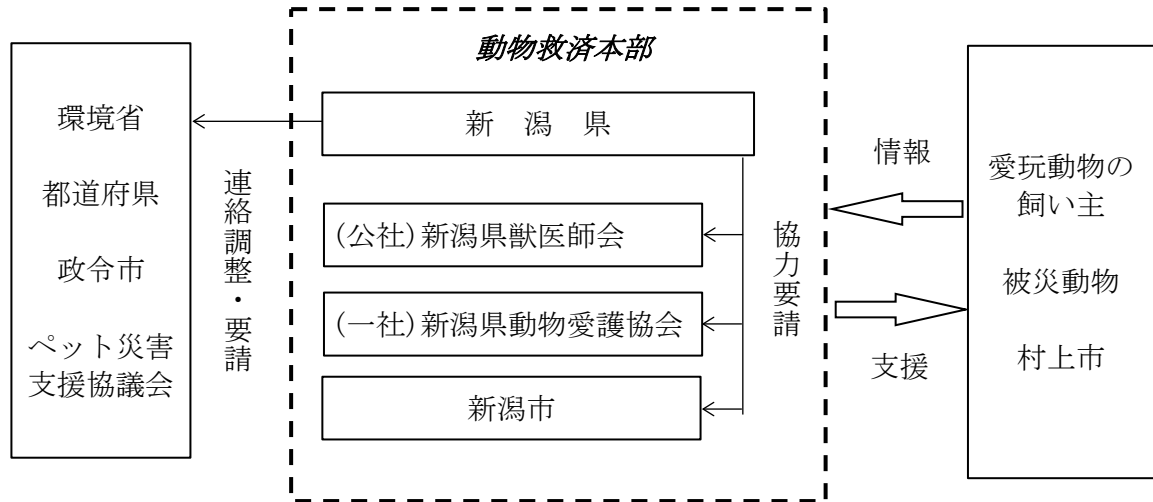 環境省
都道府県
政令市
ペット災害
支援協議会
連絡調整・要請
動物救済本部
新　潟　県
(公社)新潟県獣医師会
(一社)新潟県動物愛護協会
新潟市
協力要請
情報
支援
愛玩動物の
飼い主
被災動物
村上市